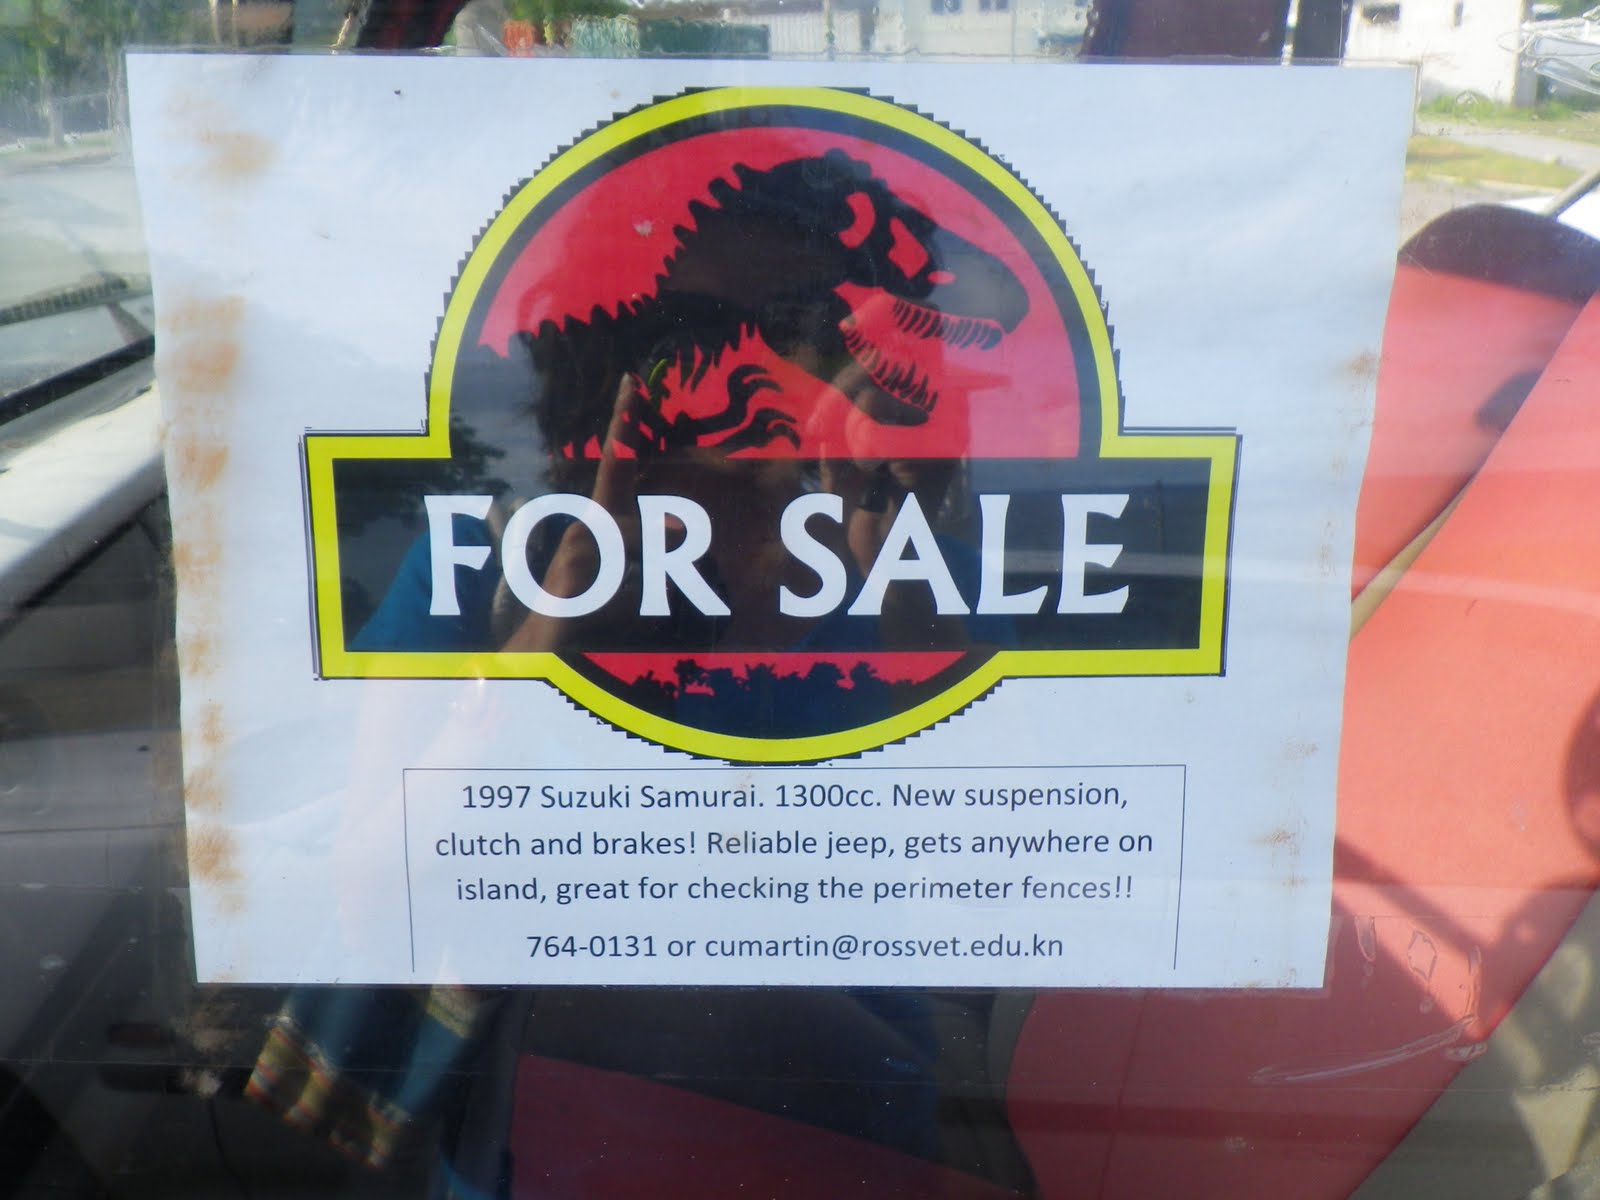 FOR SALE
1997 Suzuki Samurai. 1300cc. New suspension,
clutch and brakes! Reliable jeep, gets anywhere on
island, great for checking the perimeter fences!!
764-0131 or cumartin@rossvet.edu.kn